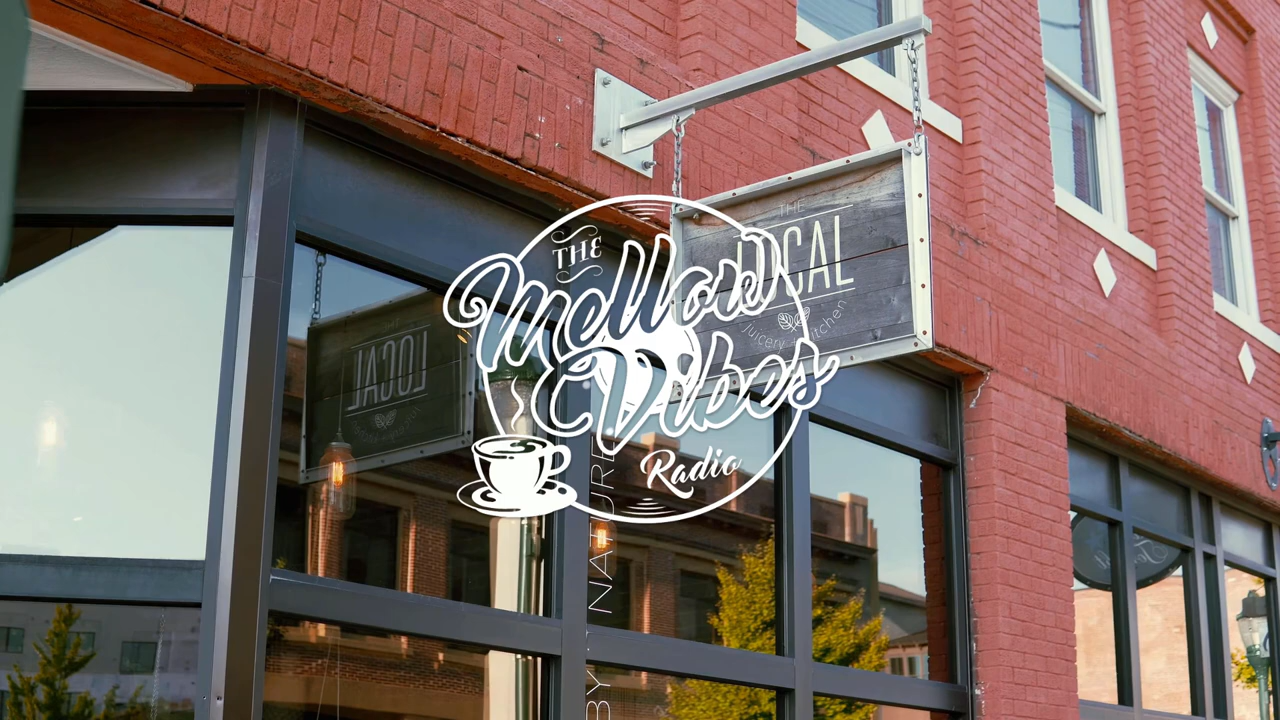 THE
LOCAL
Juicery + Kitchen
THE
Mellow
Vibes
Radio
LOCAL
BY NATURE